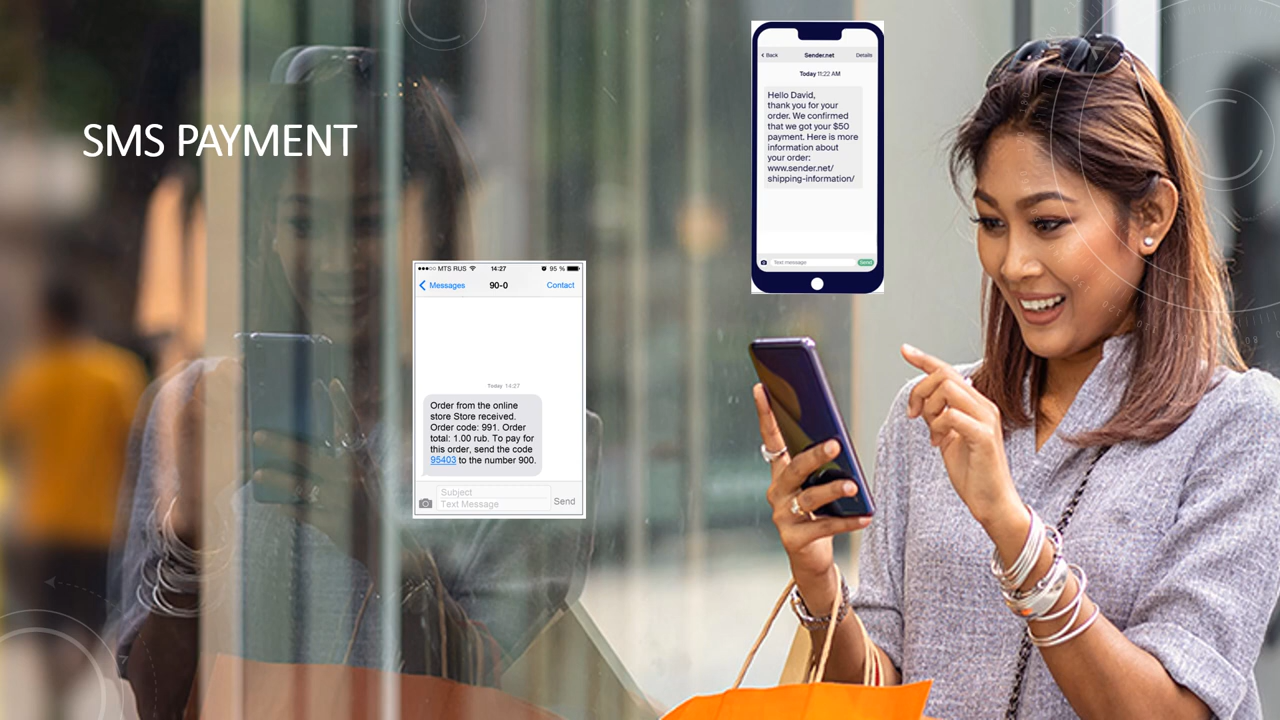 SMS PAYMENT
MTS RUS 14:27 95 %
Messages 90-0 Contact
Today 14:27
Order from the online
store Store received.
Order code: 991. Order
total: 1.00 rub. To pay for
this order, send the code
95403 to the number 900.
Subject
Text Message Send
Back Sender.net Details
Today 11:22 AM
Hello David,
thank you for your
order. We confirmed
that we got your $50
payment. Here is more
information about
your order:
www.sender.net/
shipping-information/
Text message Send